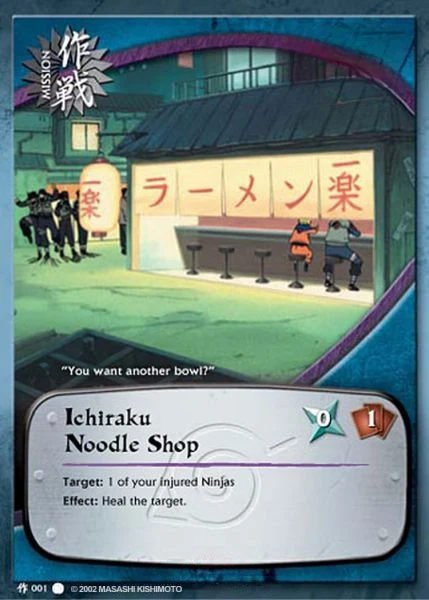 MISSION
作戦
一楽
ラーメン一楽
"You want another bowl?"
Ichiraku
Noodle Shop
0
1
Target: 1 of your injured Ninjas
Effect: Heal the target.
作 001 © 2002 MASASHI KISHIMOTO